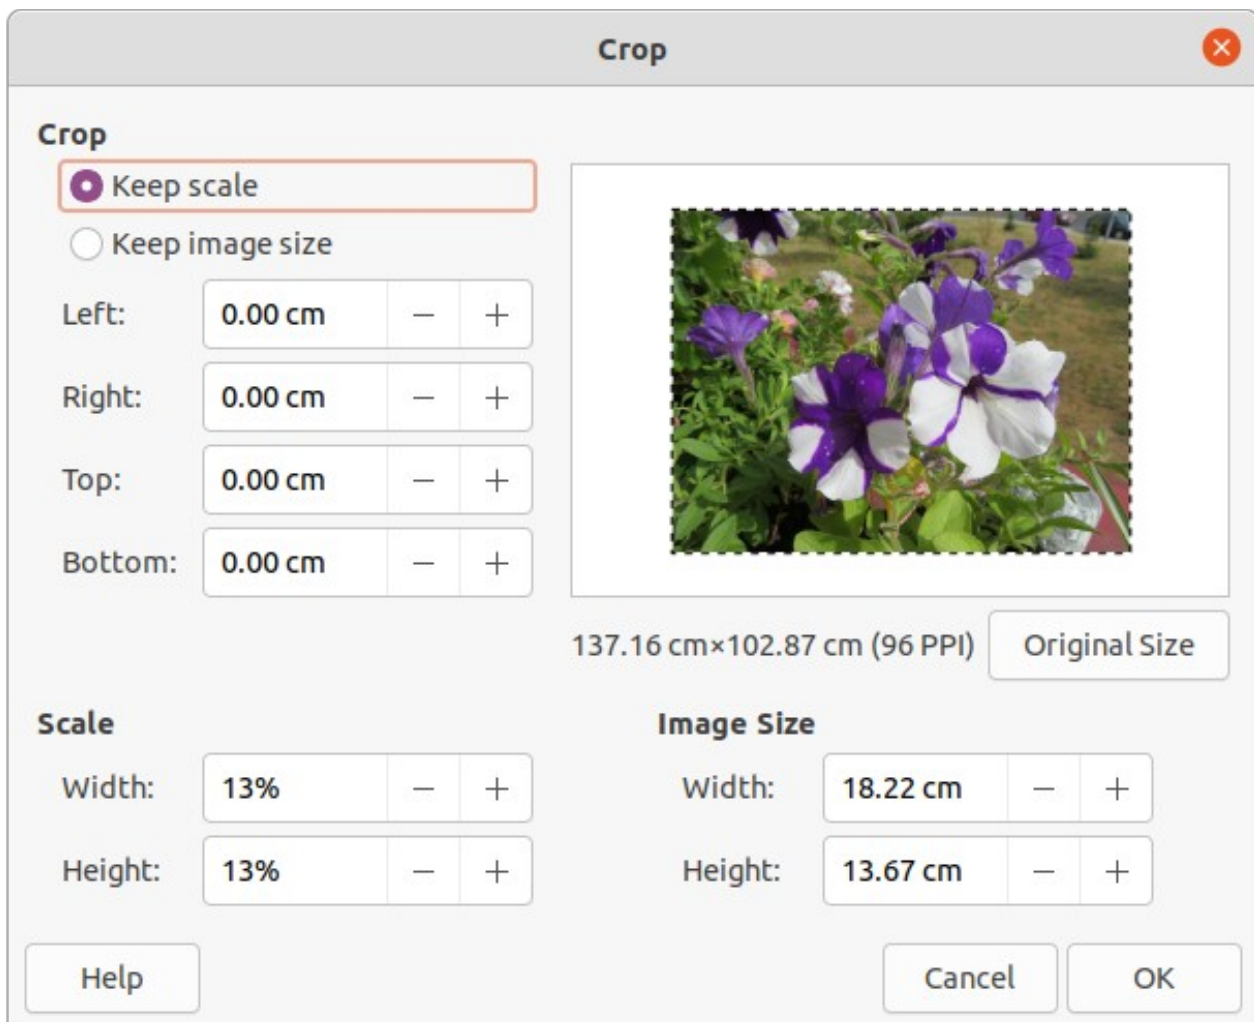 Crop
Crop
Keep scale
Keep image size
Left: 0.00 cm − +
Right: 0.00 cm − +
Top: 0.00 cm − +
Bottom: 0.00 cm − +
137.16 cm×102.87 cm (96 PPI) Original Size
Scale Image Size
Width: 13% − + Width: 18.22 cm − +
Height: 13% − + Height: 13.67 cm − +
Help Cancel OK